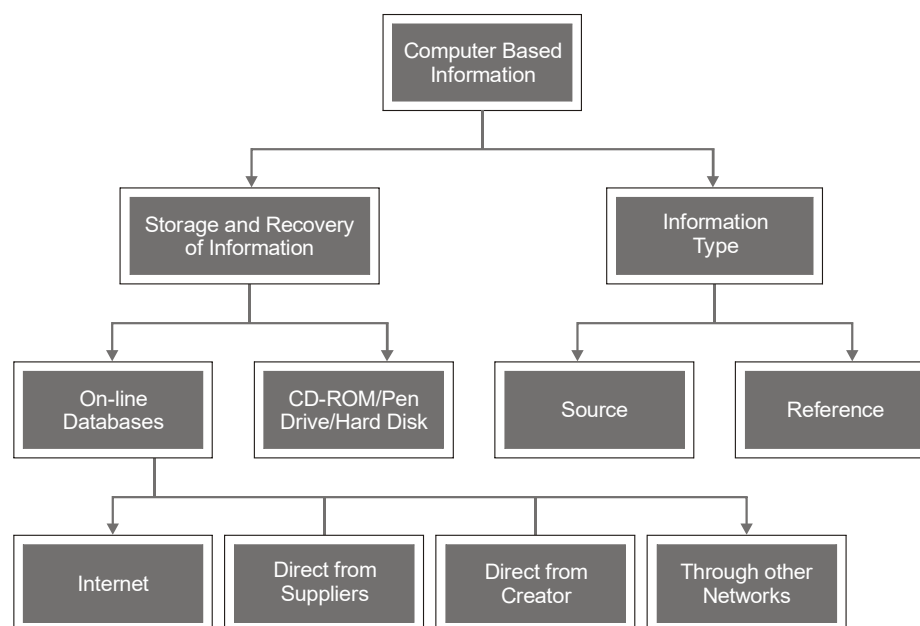 Computer Based
Information
Storage and Recovery
of Information
Information
Type
On-line
Databases
CD-ROM/Pen
Drive/Hard Disk
Source
Reference
Internet
Direct from
Suppliers
Direct from
Creator
Through other
Networks